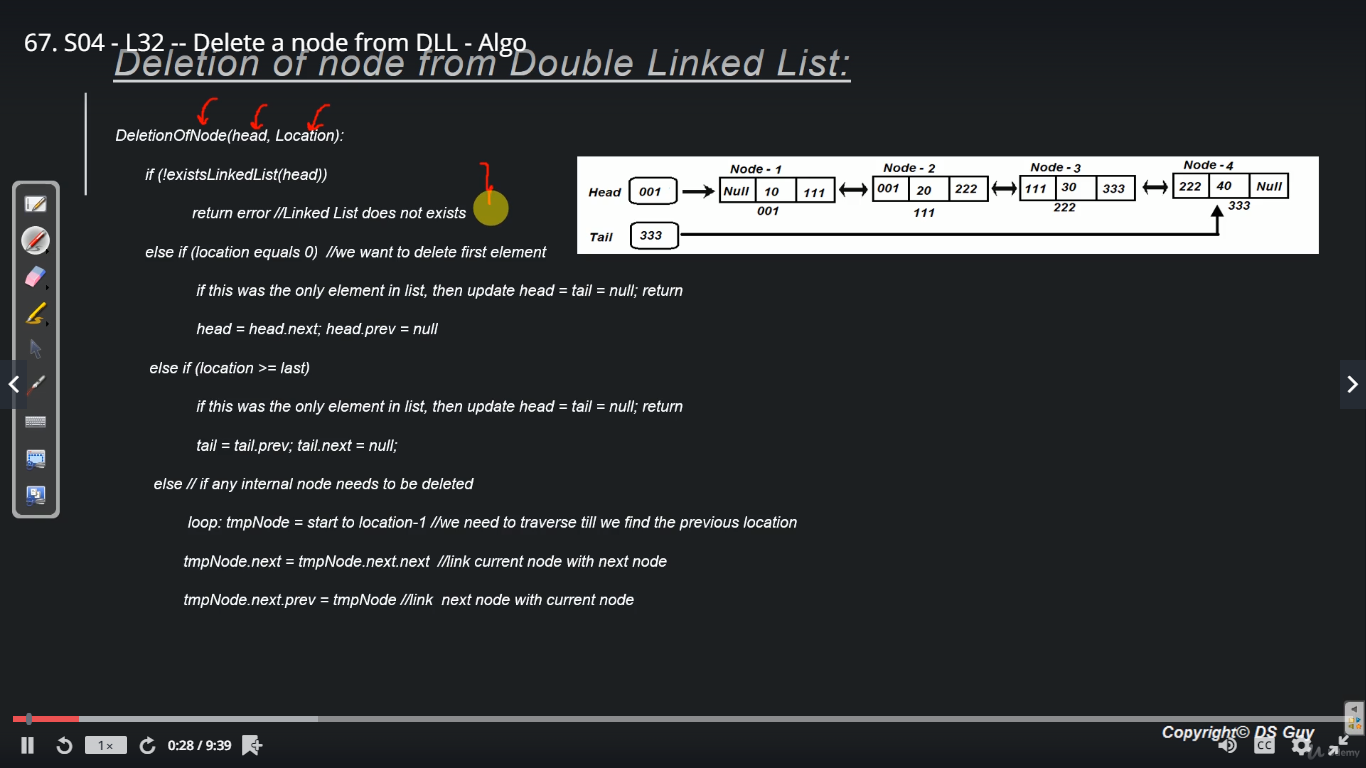 67. S04 - L32 -- Delete a node from DLL - Algo
Deletion of node from Double Linked List:
DeletionOfNode(head, Location):
if (!existsLinkedList(head))
return error //Linked List does not exists
else if (location equals 0) //we want to delete first element
if this was the only element in list, then update head = tail = null; return
head = head.next; head.prev = null
else if (location >= last)
if this was the only element in list, then update head = tail = null; return
tail = tail.prev; tail.next = null;
else // if any internal node needs to be deleted
loop: tmpNode = start to location-1 //we need to traverse till we find the previous location
tmpNode.next = tmpNode.next.next //link current node with next node
tmpNode.next.prev = tmpNode //link next node with current node
Node - 1 Node - 2 Node - 3 Node - 4
Head 001 Null 10 111 001 20 222 111 30 333 222 40 Null
001 111 222 333
Tail 333
Copyright© DS Guy
1x 0:28 / 9:39 CC